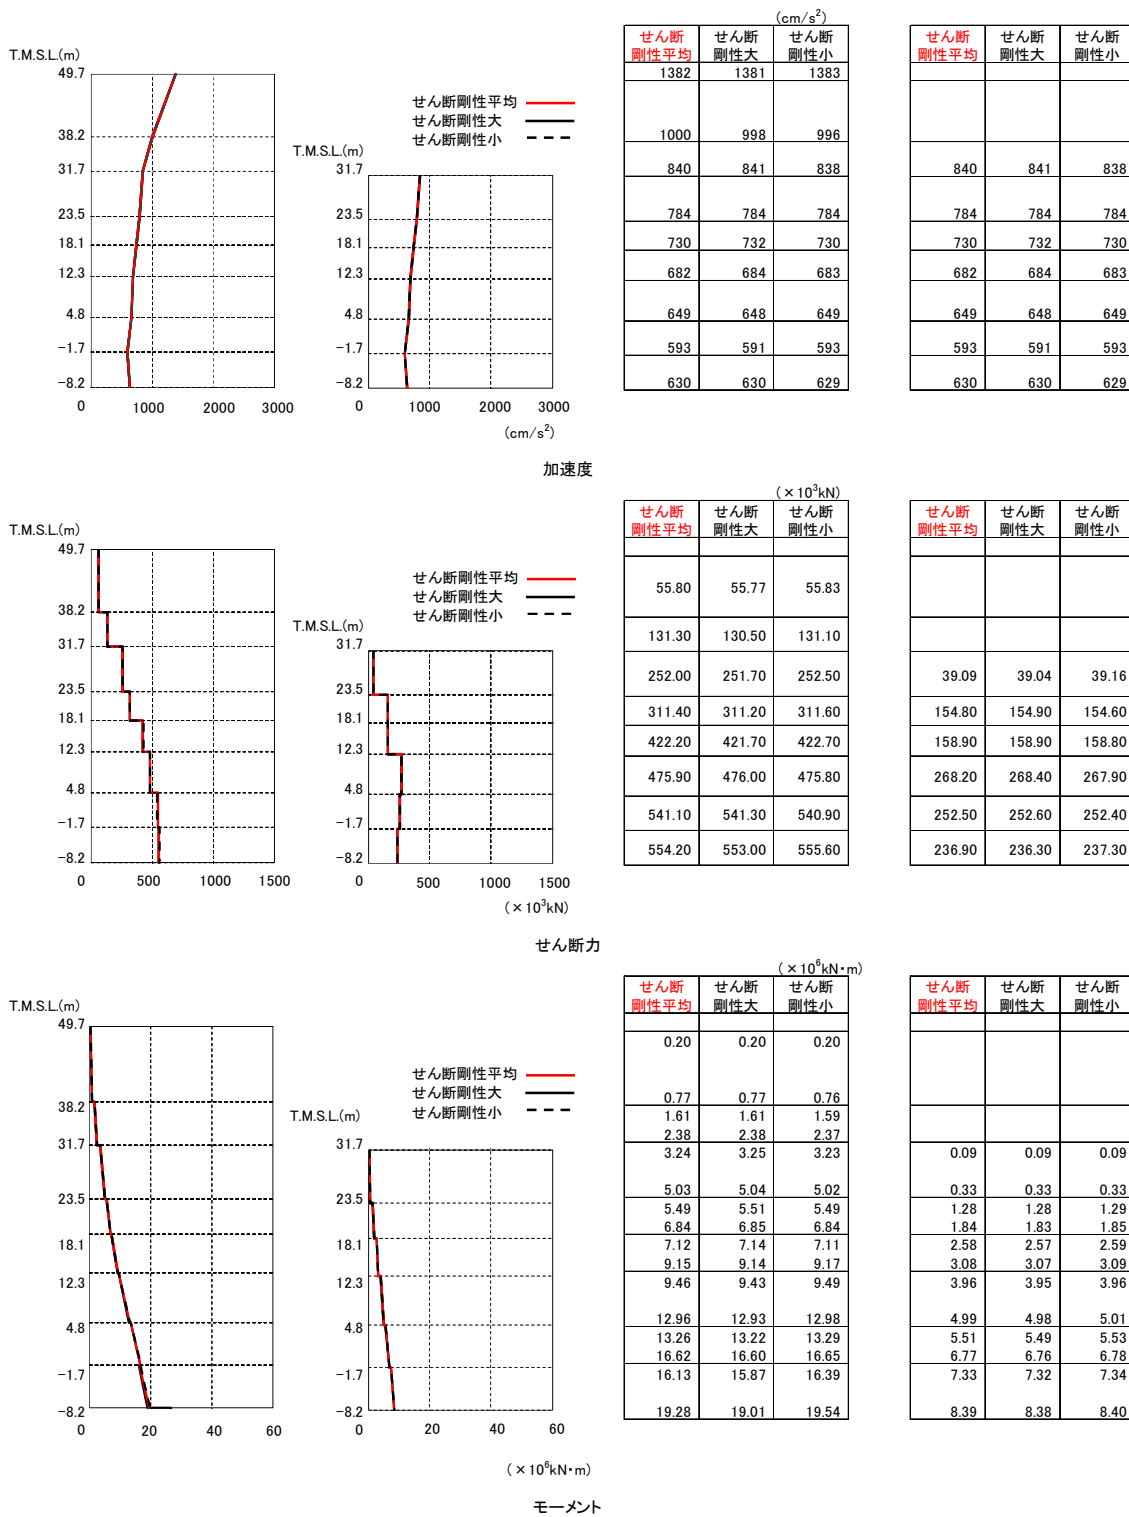 (cm/s²)
T.M.S.L.(m)
49.7
38.2
31.7
23.5
18.1
12.3
4.8
−1.7
−8.2
0 1000 2000 3000
せん断剛性平均
せん断剛性大
せん断剛性小
T.M.S.L.(m)
31.7
23.5
18.1
12.3
4.8
−1.7
−8.2
0 1000 2000 3000
(cm/s²)
せん断 せん断 せん断
剛性平均 剛性大 剛性小
1382 1381 1383
1000 998 996
840 841 838
784 784 784
730 732 730
682 684 683
649 648 649
593 591 593
630 630 629
せん断 せん断 せん断
剛性平均 剛性大 剛性小
840 841 838
784 784 784
730 732 730
682 684 683
649 648 649
593 591 593
630 630 629
加速度
(×10³kN)
T.M.S.L.(m)
49.7
38.2
31.7
23.5
18.1
12.3
4.8
−1.7
−8.2
0 500 1000 1500
せん断剛性平均
せん断剛性大
せん断剛性小
T.M.S.L.(m)
31.7
23.5
18.1
12.3
4.8
−1.7
−8.2
0 500 1000 1500
(×10³kN)
せん断 せん断 せん断
剛性平均 剛性大 剛性小
55.80 55.77 55.83
131.30 130.50 131.10
252.00 251.70 252.50
311.40 311.20 311.60
422.20 421.70 422.70
475.90 476.00 475.80
541.10 541.30 540.90
554.20 553.00 555.60
せん断 せん断 せん断
剛性平均 剛性大 剛性小
39.09 39.04 39.16
154.80 154.90 154.60
158.90 158.90 158.80
268.20 268.40 267.90
252.50 252.60 252.40
236.90 236.30 237.30
せん断力
(×10⁶kN・m)
T.M.S.L.(m)
49.7
38.2
31.7
23.5
18.1
12.3
4.8
−1.7
−8.2
0 20 40 60
せん断剛性平均
せん断剛性大
せん断剛性小
T.M.S.L.(m)
31.7
23.5
18.1
12.3
4.8
−1.7
−8.2
0 20 40 60
(×10⁶kN・m)
せん断 せん断 せん断
剛性平均 剛性大 剛性小
0.20 0.20 0.20
0.77 0.77 0.76
1.61 1.61 1.59
2.38 2.38 2.37
3.24 3.25 3.23
5.03 5.04 5.02
5.49 5.51 5.49
6.84 6.85 6.84
7.12 7.14 7.11
9.15 9.14 9.17
9.46 9.43 9.49
12.96 12.93 12.98
13.26 13.22 13.29
16.62 16.60 16.65
16.13 15.87 16.39
19.28 19.01 19.54
せん断 せん断 せん断
剛性平均 剛性大 剛性小
0.09 0.09 0.09
0.33 0.33 0.33
1.28 1.28 1.29
1.84 1.83 1.85
2.58 2.57 2.59
3.08 3.07 3.09
3.96 3.95 3.96
4.99 4.98 5.01
5.51 5.49 5.53
6.77 6.76 6.78
7.33 7.32 7.34
8.39 8.38 8.40
モーメント